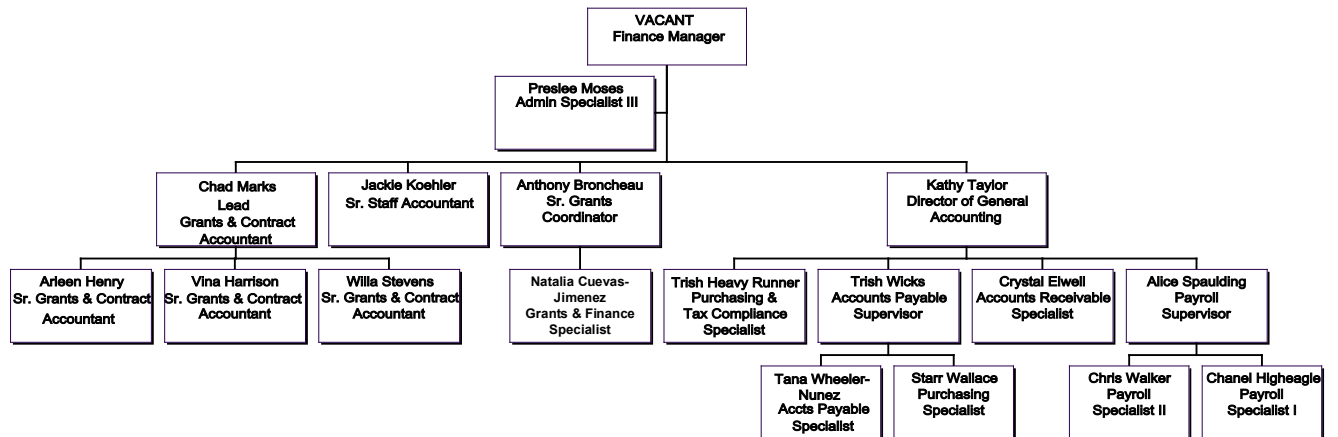 VACANT
Finance Manager
Preslee Moses
Admin Specialist III
Chad Marks
Lead
Grants & Contract
Accountant
Jackie Koehler
Sr. Staff Accountant
Anthony Broncheau
Sr. Grants
Coordinator
Kathy Taylor
Director of General
Accounting
Arleen Henry
Sr. Grants & Contract
Accountant
Vina Harrison
Sr. Grants & Contract
Accountant
Willa Stevens
Sr. Grants & Contract
Accountant
Natalia Cuevas-
Jimenez
Grants & Finance
Specialist
Trish Heavy Runner
Purchasing &
Tax Compliance
Specialist
Trish Wicks
Accounts Payable
Supervisor
Crystal Elwell
Accounts Receivable
Specialist
Alice Spaulding
Payroll
Supervisor
Tana Wheeler-
Nunez
Accts Payable
Specialist
Starr Wallace
Purchasing
Specialist
Chris Walker
Payroll
Specialist II
Chanel Higheagle
Payroll
Specialist I